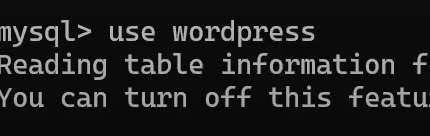 mysql> use wordpress
Reading table information f
You can turn off this featu